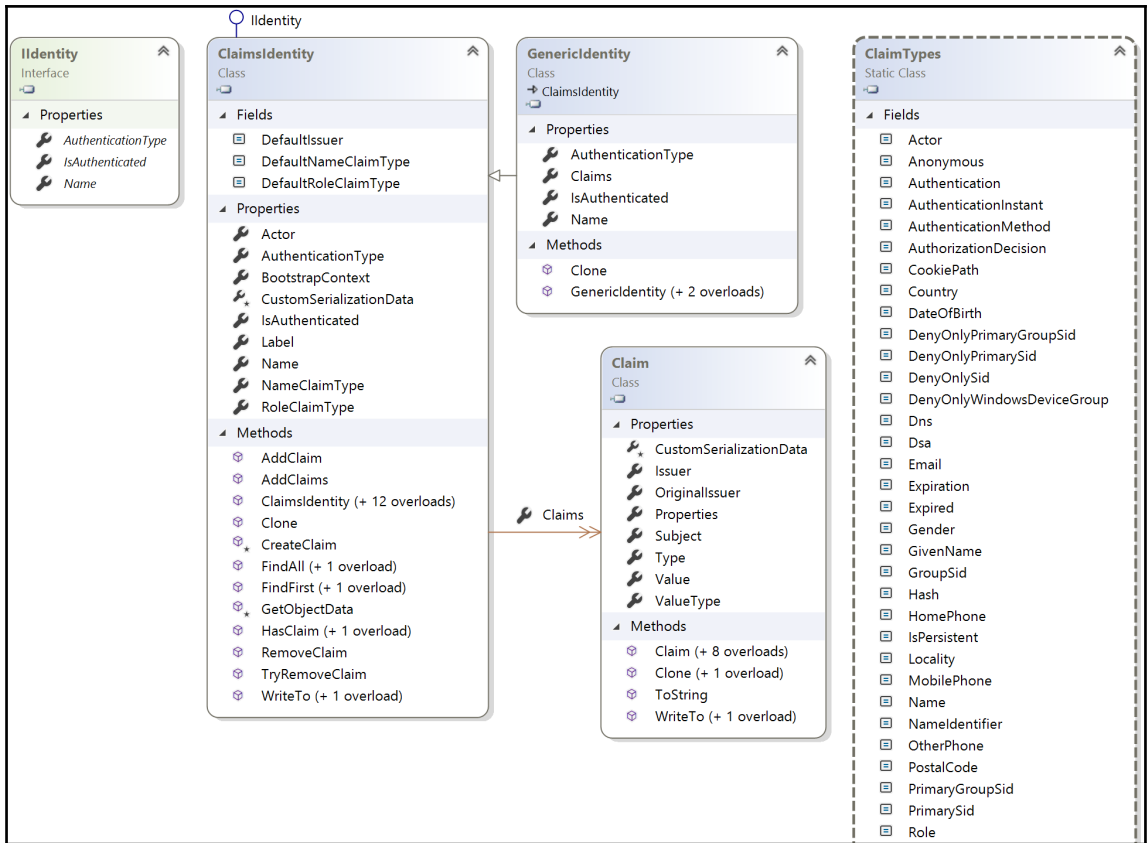 IIdentity
IIdentity
Interface
Properties
AuthenticationType
IsAuthenticated
Name
ClaimsIdentity
Class
Fields
DefaultIssuer
DefaultNameClaimType
DefaultRoleClaimType
Properties
Actor
AuthenticationType
BootstrapContext
CustomSerializationData
IsAuthenticated
Label
Name
NameClaimType
RoleClaimType
Methods
AddClaim
AddClaims
ClaimsIdentity (+ 12 overloads)
Clone
CreateClaim
FindAll (+ 1 overload)
FindFirst (+ 1 overload)
GetObjectData
HasClaim (+ 1 overload)
RemoveClaim
TryRemoveClaim
WriteTo (+ 1 overload)
GenericIdentity
Class
ClaimsIdentity
Properties
AuthenticationType
Claims
IsAuthenticated
Name
Methods
Clone
GenericIdentity (+ 2 overloads)
Claims
Claim
Class
Properties
CustomSerializationData
Issuer
OriginalIssuer
Properties
Subject
Type
Value
ValueType
Methods
Claim (+ 8 overloads)
Clone (+ 1 overload)
ToString
WriteTo (+ 1 overload)
ClaimTypes
Static Class
Fields
Actor
Anonymous
Authentication
AuthenticationInstant
AuthenticationMethod
AuthorizationDecision
CookiePath
Country
DateOfBirth
DenyOnlyPrimaryGroupSid
DenyOnlyPrimarySid
DenyOnlySid
DenyOnlyWindowsDeviceGroup
Dns
Dsa
Email
Expiration
Expired
Gender
GivenName
GroupSid
Hash
HomePhone
IsPersistent
Locality
MobilePhone
Name
NameIdentifier
OtherPhone
PostalCode
PrimaryGroupSid
PrimarySid
Role